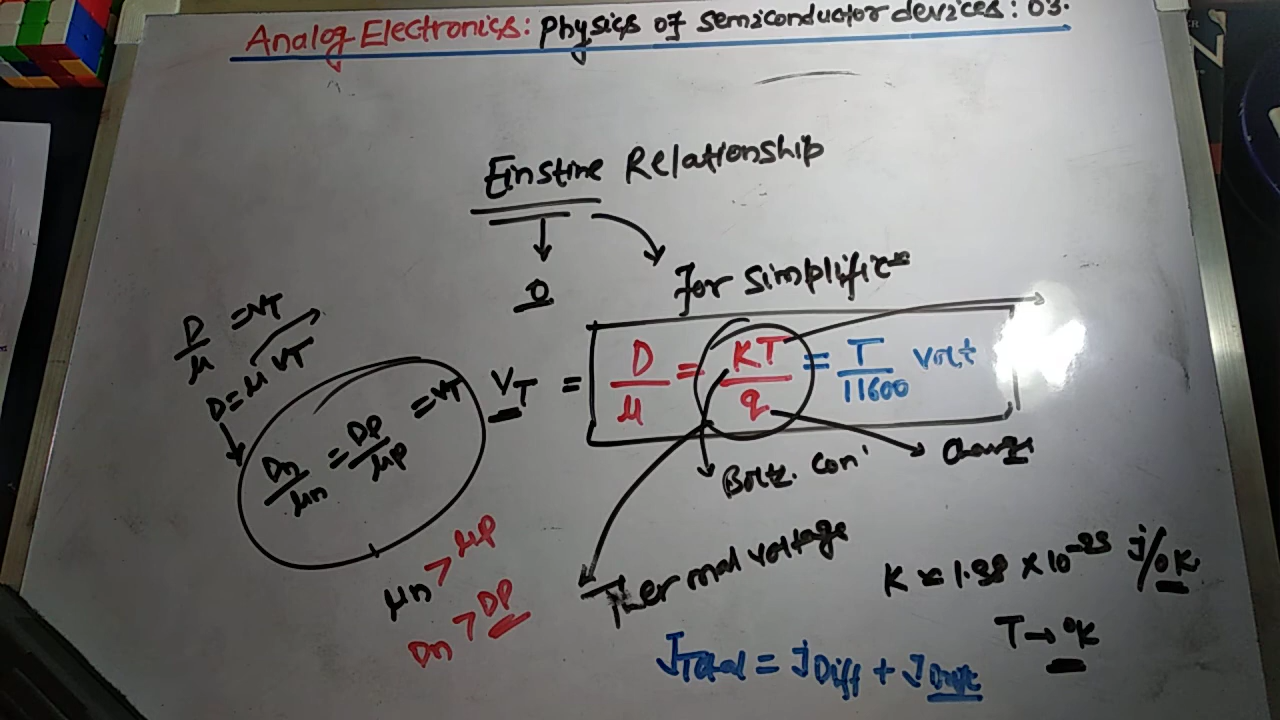 Analog Electronics: Physics of semiconductor devices: 03.
Einstine Relationship
D
For simplific
D/μ = VT
D = μ VT
Dn/μn = DP/μP = VT
VT = D/μ = KT/q = T/11600 volt
Boltz. Con'
Charge
Thermal voltage
μn > μP
Dn > DP
K = 1.38 × 10⁻²³ j/°K
T → °K
JTotal = JDiff + JDrift